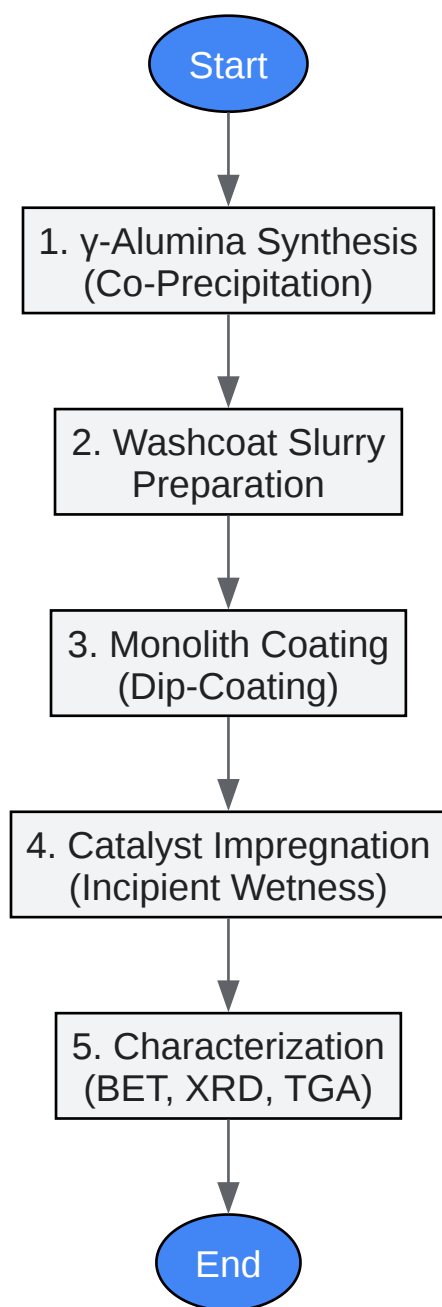 Start
1. γ-Alumina Synthesis
(Co-Precipitation)
2. Washcoat Slurry
Preparation
3. Monolith Coating
(Dip-Coating)
4. Catalyst Impregnation
(Incipient Wetness)
5. Characterization
(BET, XRD, TGA)
End